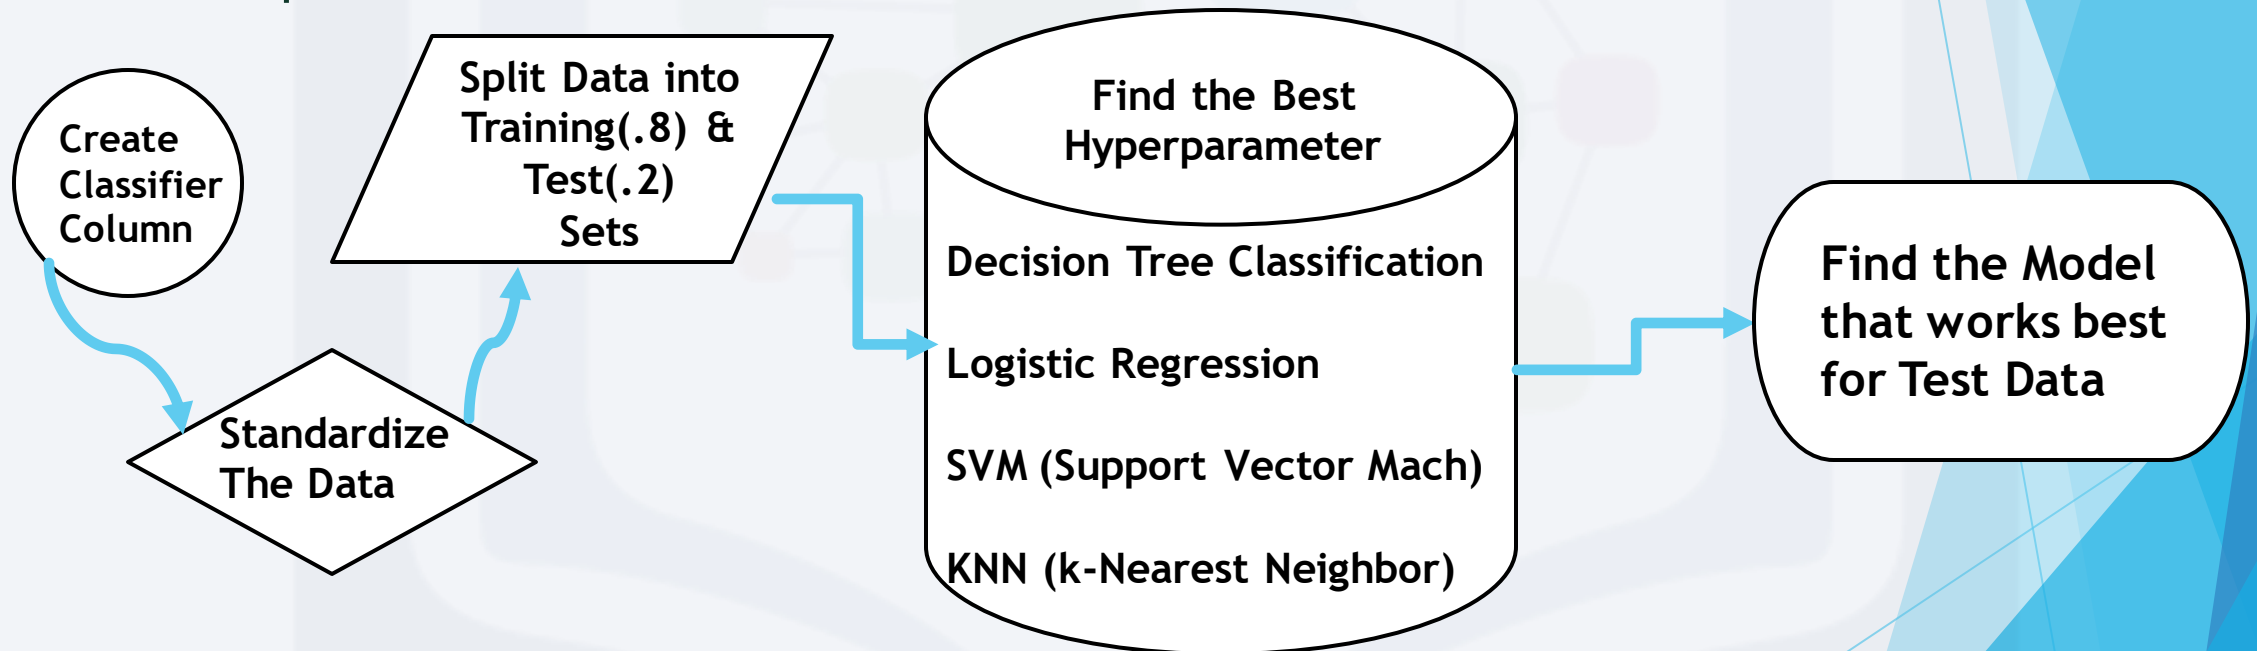 Create
Classifier
Column
Standardize
The Data
Split Data into
Training(.8) &
Test(.2)
Sets
Find the Best
Hyperparameter
Decision Tree Classification
Logistic Regression
SVM (Support Vector Mach)
KNN (k-Nearest Neighbor)
Find the Model
that works best
for Test Data